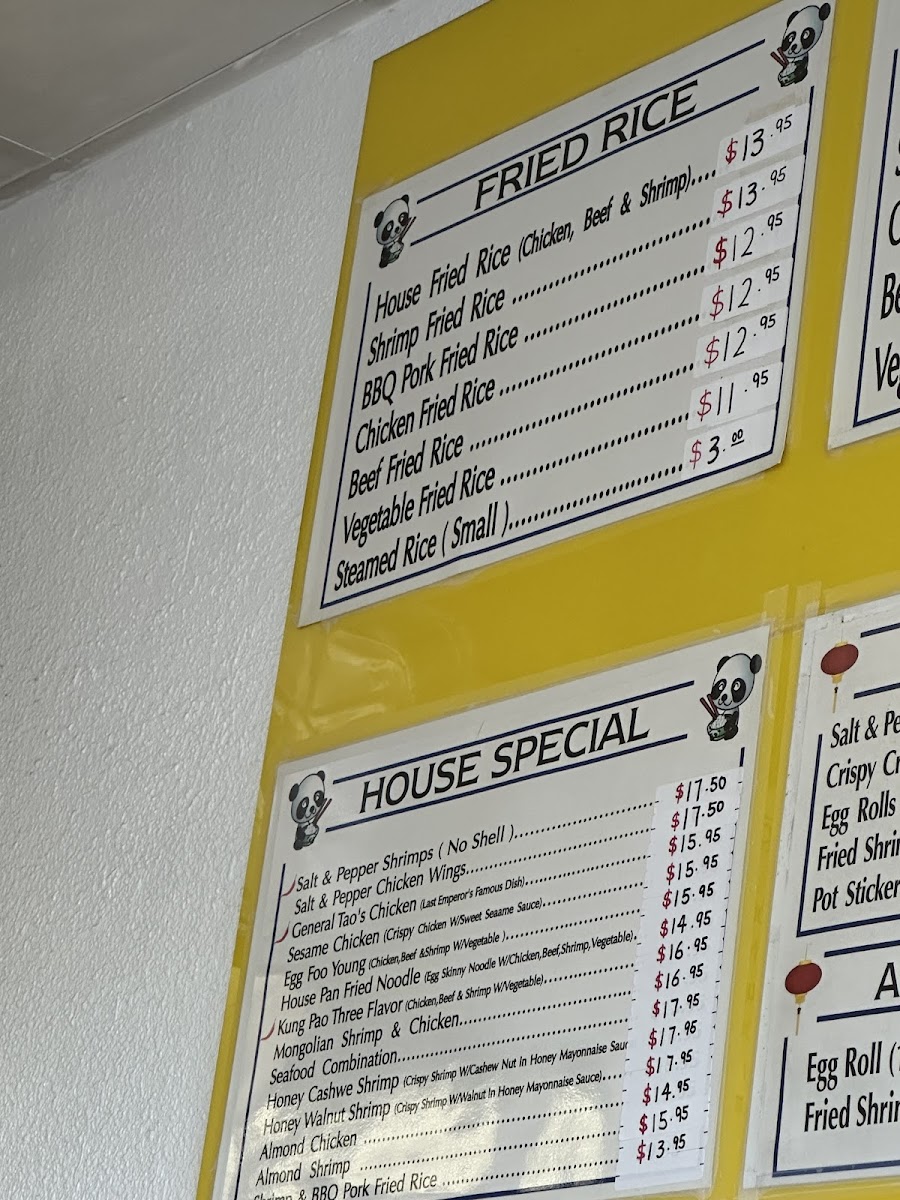 FRIED RICE
House Fried Rice (Chicken, Beef & Shrimp).... $13.95
Shrimp Fried Rice ........ $13.95
BBQ Pork Fried Rice ........ $12.95
Chicken Fried Rice ........ $12.95
Beef Fried Rice ........ $12.95
Vegetable Fried Rice ........ $11.95
Steamed Rice ( Small )........ $3.00
HOUSE SPECIAL
Salt & Pepper Shrimps ( No Shell )........ $17.50
Salt & Pepper Chicken Wings........ $17.50
General Tao's Chicken (Last Emperor's Famous Dish)........ $15.95
Sesame Chicken (Crispy Chicken W/Sweet Seaame Sauce)........ $15.95
Egg Foo Young (Chicken,Beef &Shrimp W/Vegetable )........ $15.95
House Pan Fried Noodle (Egg Skinny Noodle W/Chicken,Beef,Shrimp,Vegetable). $14.95
Kung Pao Three Flavor (Chicken,Beef & Shrimp W/Vegetable)........ $16.95
Mongolian Shrimp & Chicken........ $16.95
Seafood Combination........ $17.95
Honey Cashwe Shrimp (Crispy Shrimp W/Cashew Nut In Honey Mayonnaise Sauc $17.95
Honey Walnut Shrimp (Crispy Shrimp W/Walnut In Honey Mayonnaise Sauce).... $17.95
Almond Chicken ........ $14.95
Almond Shrimp ........ $15.95
Shrimp & BBQ Pork Fried Rice ........ $13.95
Be
Salt & Pe
Crispy Cr
Egg Rolls
Fried Shri
Pot Sticker
A
Egg Roll (
Fried Shri